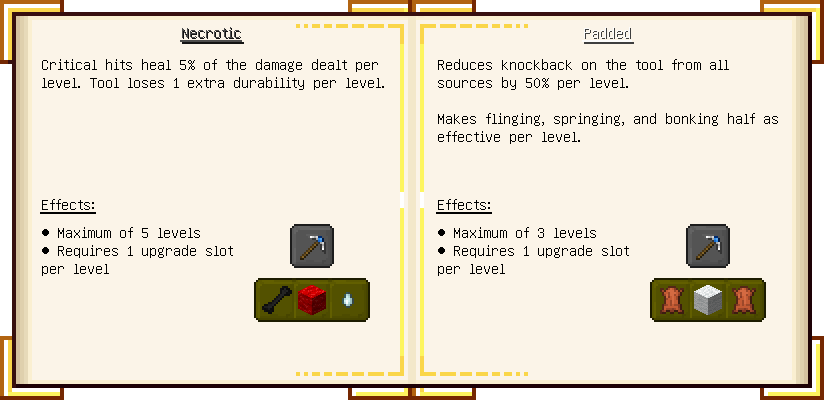 Necrotic
Critical hits heal 5% of the damage dealt per
level. Tool loses 1 extra durability per level.
Effects:
● Maximum of 5 levels
● Requires 1 upgrade slot
per level
Padded
Reduces knockback on the tool from all
sources by 50% per level.
Makes flinging, springing, and bonking half as
effective per level.
Effects:
● Maximum of 3 levels
● Requires 1 upgrade slot
per level